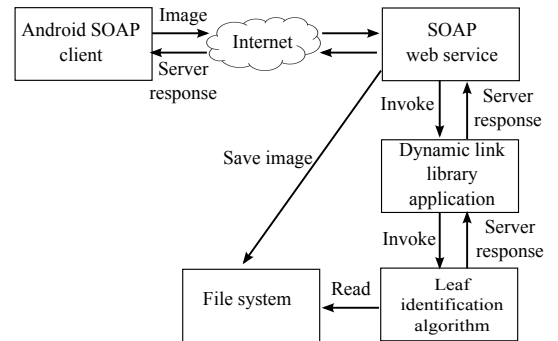 Image
Android SOAP
client
Internet
SOAP
web service
Server
response
Invoke
Server
response
Save image
Dynamic link
library
application
Invoke
Server
response
File system
Read
Leaf
identification
algorithm